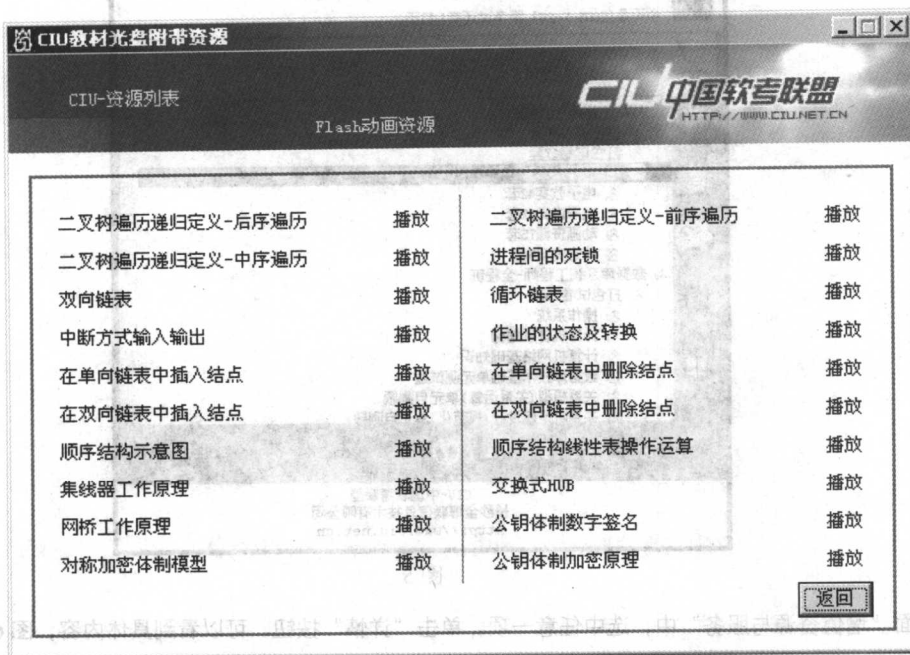 CIU教材光盘附带资源
CIU-资源列表
CIU 中国软考联盟
HTTP://WWW.CIU.NET.CN
Flash动画资源
二叉树遍历递归定义-后序遍历 播放 二叉树遍历递归定义-前序遍历 播放
二叉树遍历递归定义-中序遍历 播放 进程间的死锁 播放
双向链表 播放 循环链表 播放
中断方式输入输出 播放 作业的状态及转换 播放
在单向链表中插入结点 播放 在单向链表中删除结点 播放
在双向链表中插入结点 播放 在双向链表中删除结点 播放
顺序结构示意图 播放 顺序结构线性表操作运算 播放
集线器工作原理 播放 交换式HUB 播放
网桥工作原理 播放 公钥体制数字签名 播放
对称加密体制模型 播放 公钥体制加密原理 播放
返回